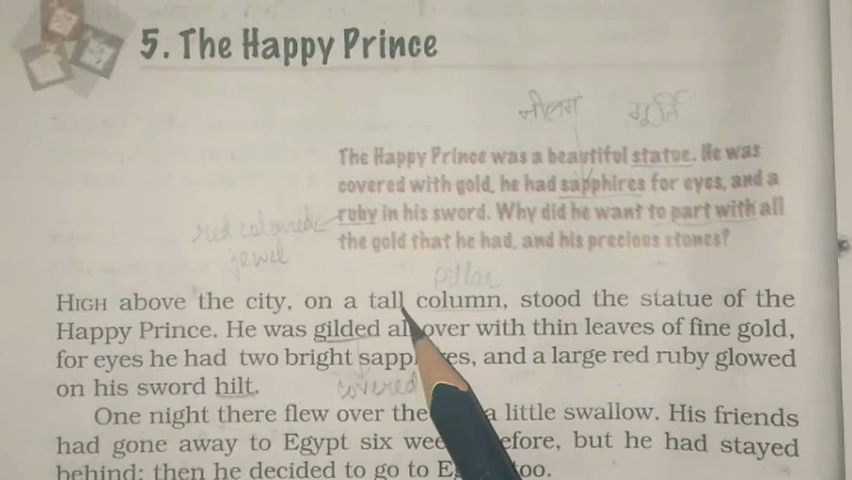 5. The Happy Prince
नीलम मूर्ति
The Happy Prince was a beautiful statue. He was
covered with gold, he had sapphires for eyes, and a
ruby in his sword. Why did he want to part with all
the gold that he had, and his precious stones?
red coloured
jewel
pillar
HIGH above the city, on a tall column, stood the statue of the
Happy Prince. He was gilded all over with thin leaves of fine gold,
for eyes he had two bright sapp res, and a large red ruby glowed
on his sword hilt.
covered
One night there flew over the a little swallow. His friends
had gone away to Egypt six wee efore, but he had stayed
behind; then he decided to go to E too.